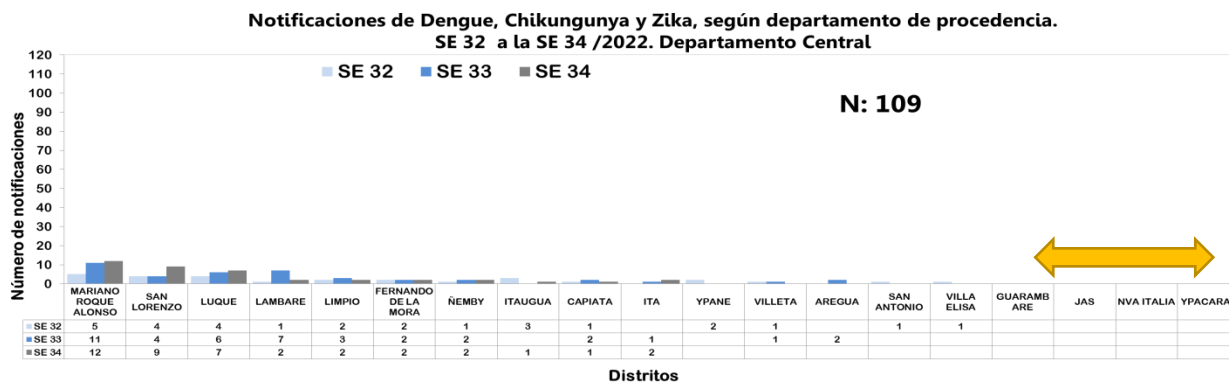 Notificaciones de Dengue, Chikungunya y Zika, según departamento de procedencia.
SE 32 a la SE 34 /2022. Departamento Central
SE 32 SE 33 SE 34
N: 109
Número de notificaciones
120
110
100
90
80
70
60
50
40
30
20
10
0
MARIANO ROQUE ALONSO SAN LORENZO LUQUE LAMBARE LIMPIO FERNANDO DE LA MORA ÑEMBY ITAUGUA CAPIATA ITA YPANE VILLETA AREGUA SAN ANTONIO VILLA ELISA GUARAMBARE JAS NVA ITALIA YPACARA
SE 32 5 4 4 1 2 2 1 3 1 2 1 1 1
SE 33 11 4 6 7 3 2 2 2 1 1 2
SE 34 12 9 7 2 2 2 2 1 1 2
Distritos